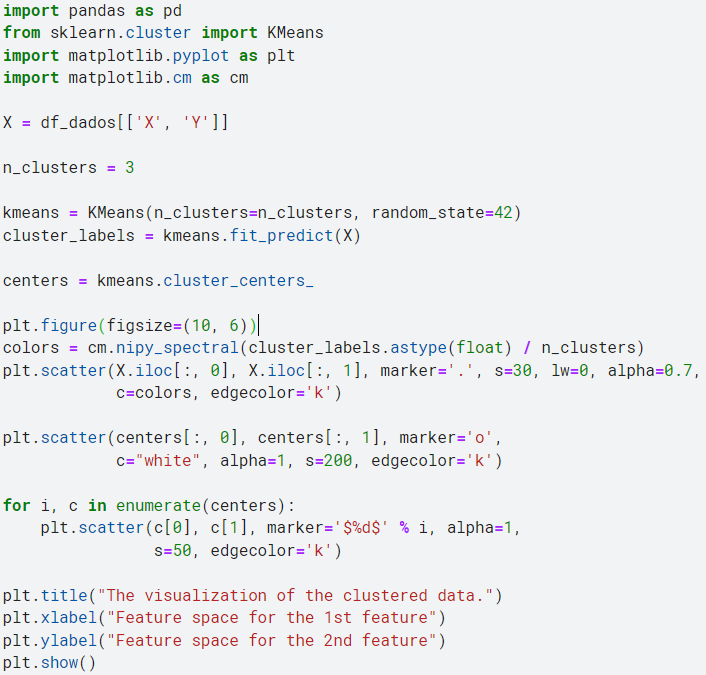 import pandas as pd
from sklearn.cluster import KMeans
import matplotlib.pyplot as plt
import matplotlib.cm as cm

X = df_dados[['X', 'Y']]

n_clusters = 3

kmeans = KMeans(n_clusters=n_clusters, random_state=42)
cluster_labels = kmeans.fit_predict(X)

centers = kmeans.cluster_centers_

plt.figure(figsize=(10, 6))
colors = cm.nipy_spectral(cluster_labels.astype(float) / n_clusters)
plt.scatter(X.iloc[:, 0], X.iloc[:, 1], marker='.', s=30, lw=0, alpha=0.7,
            c=colors, edgecolor='k')

plt.scatter(centers[:, 0], centers[:, 1], marker='o',
            c="white", alpha=1, s=200, edgecolor='k')

for i, c in enumerate(centers):
    plt.scatter(c[0], c[1], marker='$%d$' % i, alpha=1,
                s=50, edgecolor='k')

plt.title("The visualization of the clustered data.")
plt.xlabel("Feature space for the 1st feature")
plt.ylabel("Feature space for the 2nd feature")
plt.show()